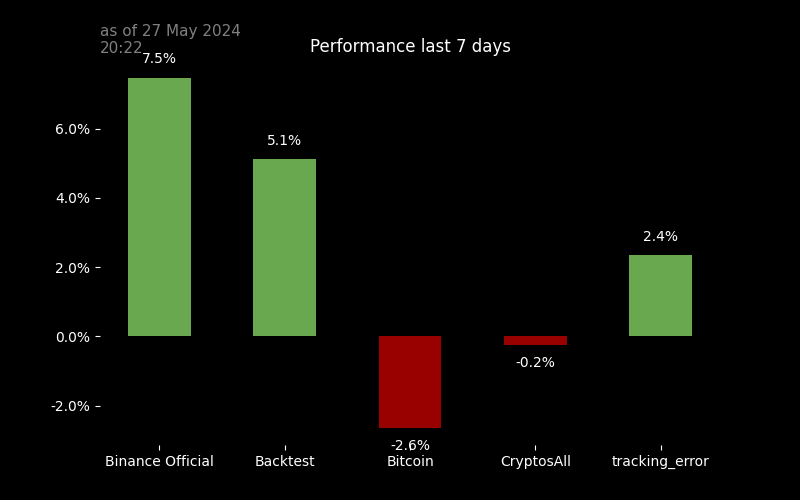 as of 27 May 2024
20:22
Performance last 7 days
7.5%
5.1%
-2.6%
-0.2%
2.4%
6.0%
4.0%
2.0%
0.0%
-2.0%
Binance Official
Backtest
Bitcoin
CryptosAll
tracking_error